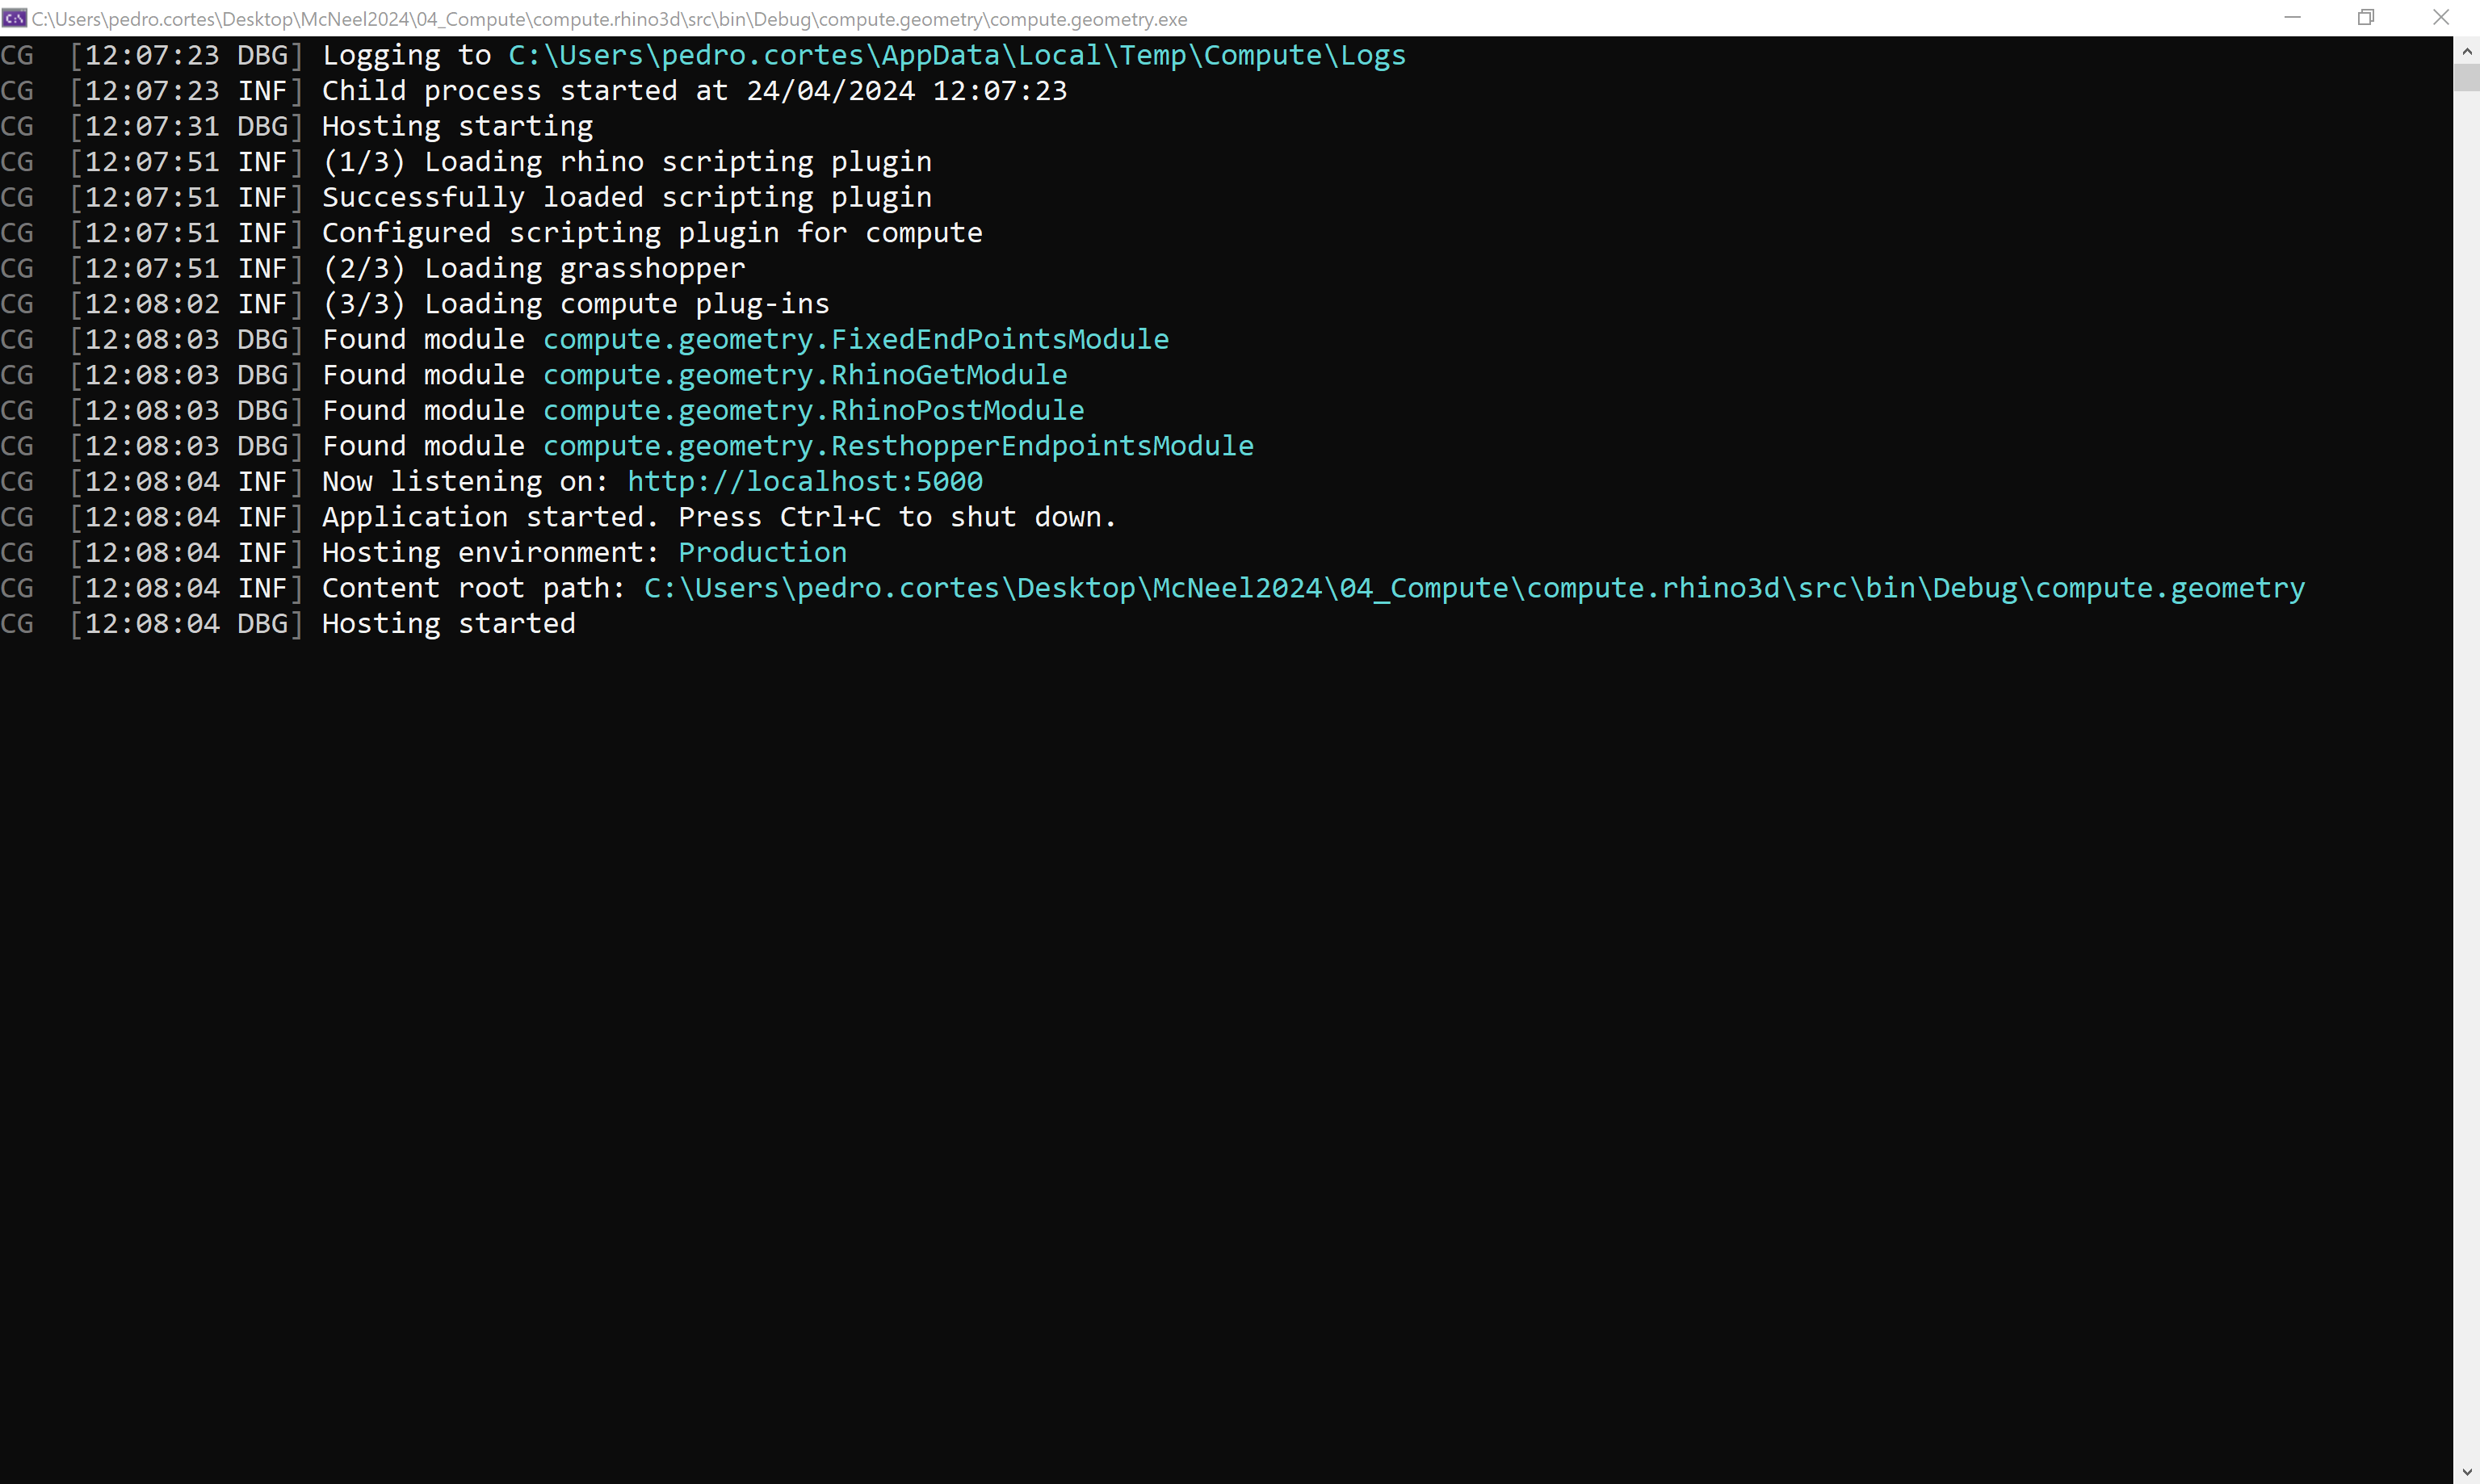 C:\Users\pedro.cortes\Desktop\McNeel2024\04_Compute\compute.rhino3d\src\bin\Debug\compute.geometry\compute.geometry.exe
CG [12:07:23 DBG] Logging to C:\Users\pedro.cortes\AppData\Local\Temp\Compute\Logs
CG [12:07:23 INF] Child process started at 24/04/2024 12:07:23
CG [12:07:31 DBG] Hosting starting
CG [12:07:51 INF] (1/3) Loading rhino scripting plugin
CG [12:07:51 INF] Successfully loaded scripting plugin
CG [12:07:51 INF] Configured scripting plugin for compute
CG [12:07:51 INF] (2/3) Loading grasshopper
CG [12:08:02 INF] (3/3) Loading compute plug-ins
CG [12:08:03 DBG] Found module compute.geometry.FixedEndPointsModule
CG [12:08:03 DBG] Found module compute.geometry.RhinoGetModule
CG [12:08:03 DBG] Found module compute.geometry.RhinoPostModule
CG [12:08:03 DBG] Found module compute.geometry.ResthopperEndpointsModule
CG [12:08:04 INF] Now listening on: http://localhost:5000
CG [12:08:04 INF] Application started. Press Ctrl+C to shut down.
CG [12:08:04 INF] Hosting environment: Production
CG [12:08:04 INF] Content root path: C:\Users\pedro.cortes\Desktop\McNeel2024\04_Compute\compute.rhino3d\src\bin\Debug\compute.geometry
CG [12:08:04 DBG] Hosting started